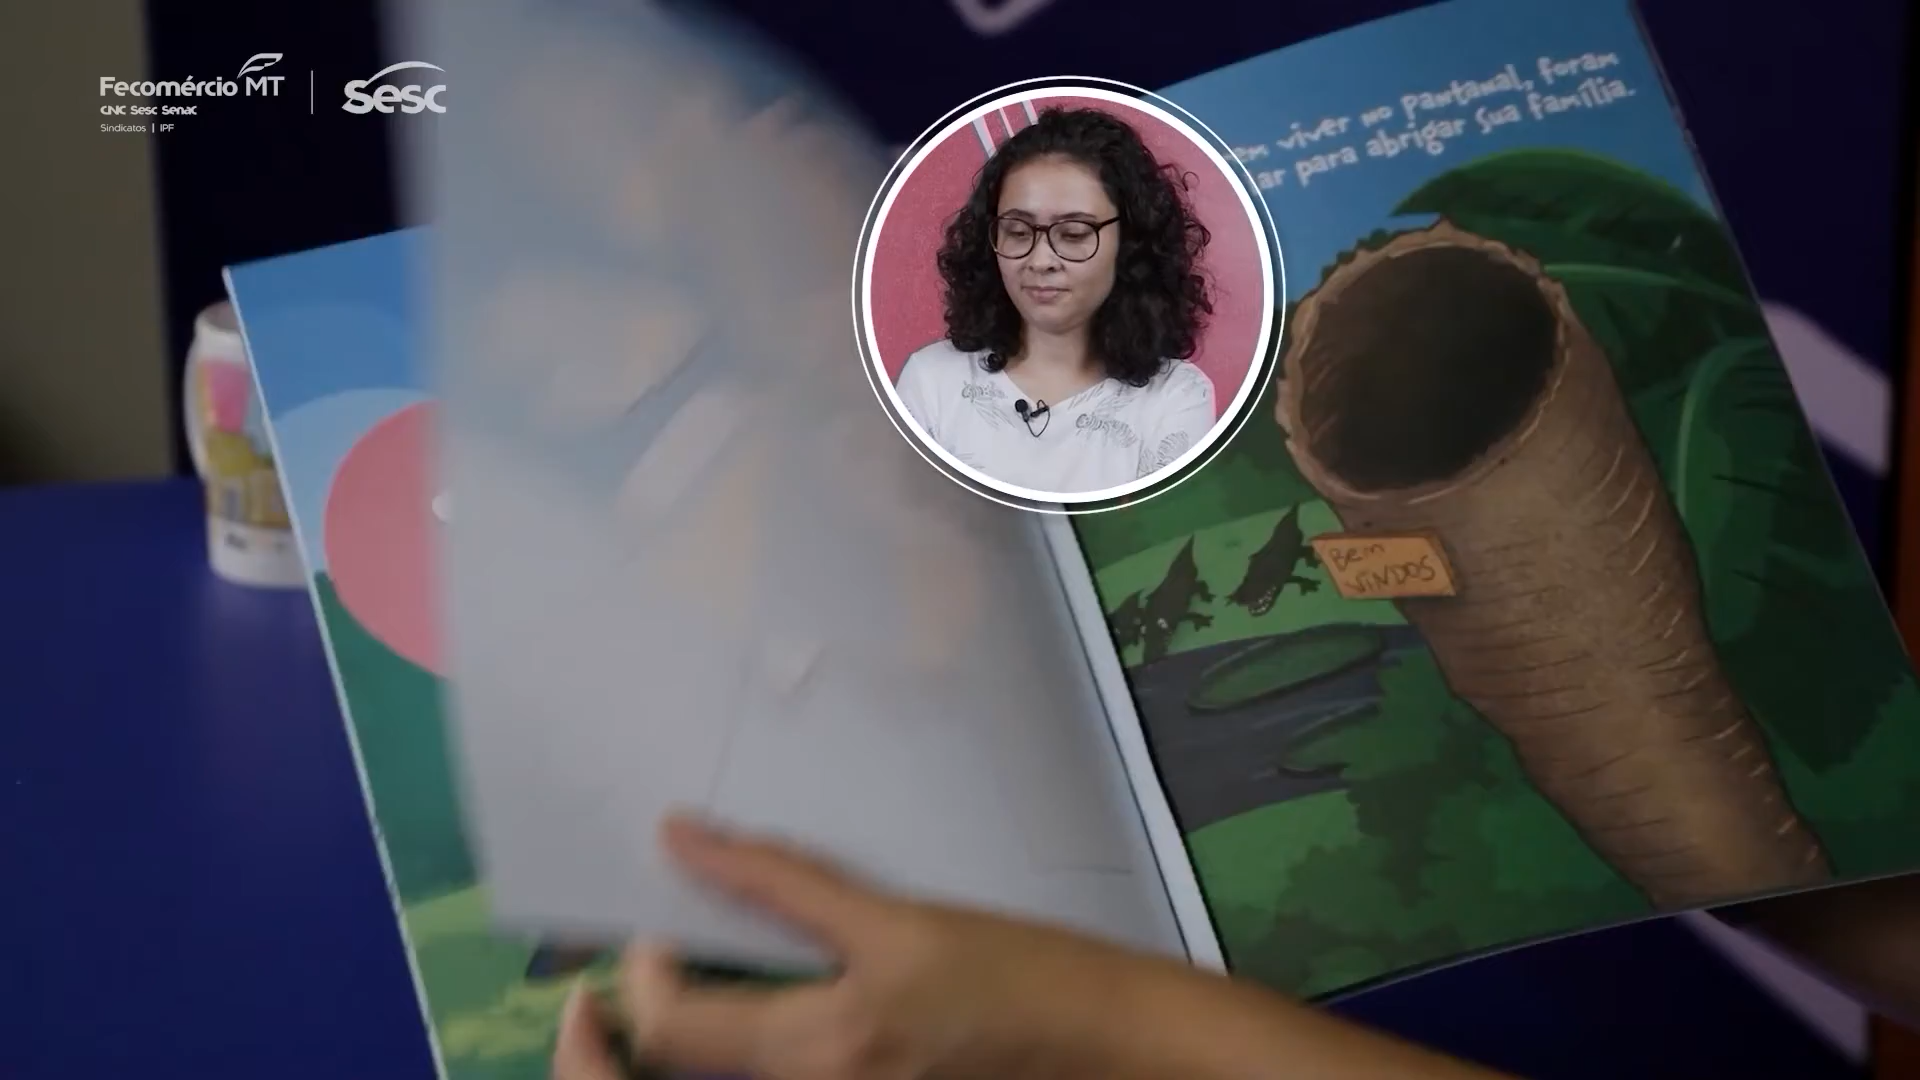 Fecomércio MT
CNC Sesc Senac
Sindicatos | IPF
Sesc
em viver no pantanal, foram
ar para abrigar sua família.
Bem
VINDOS